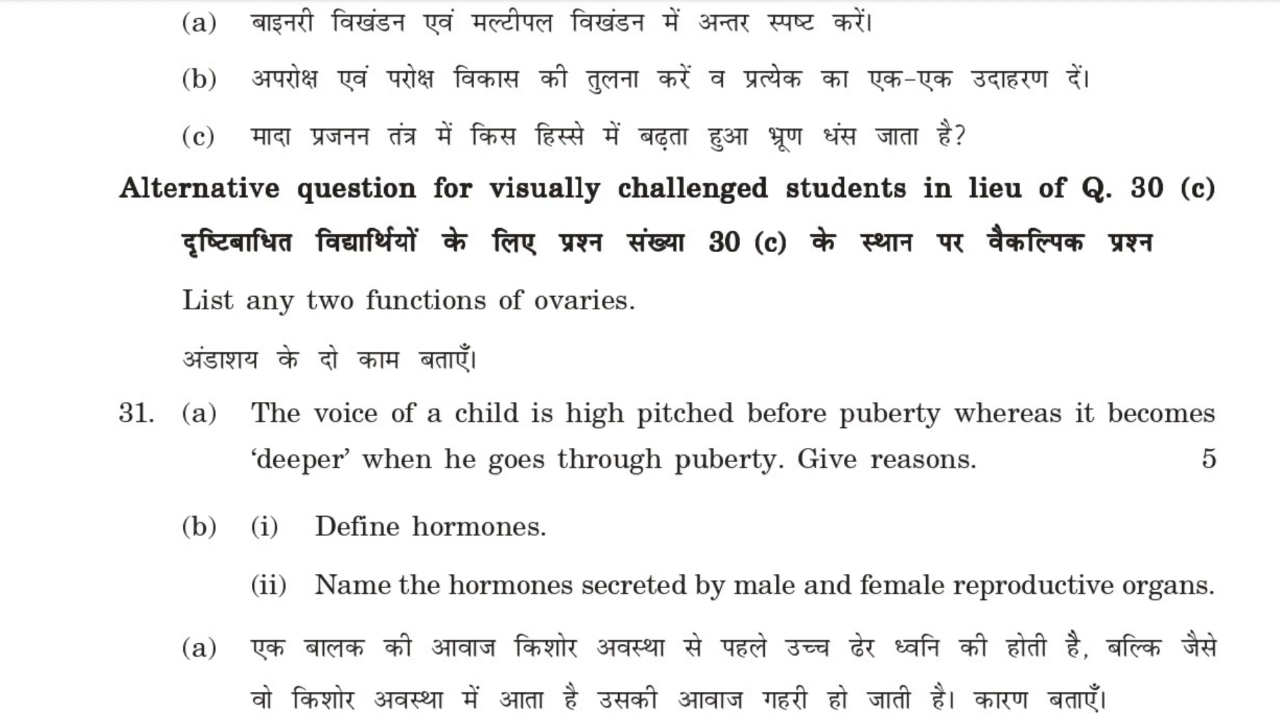 (a) बाइनरी विखंडन एवं मल्टीपल विखंडन में अन्तर स्पष्ट करें।
(b) अपरोक्ष एवं परोक्ष विकास की तुलना करें व प्रत्येक का एक-एक उदाहरण दें।
(c) मादा प्रजनन तंत्र में किस हिस्से में बढ़ता हुआ भ्रूण धंस जाता है?
Alternative question for visually challenged students in lieu of Q. 30 (c)
दृष्टिबाधित विद्यार्थियों के लिए प्रश्न संख्या 30 (c) के स्थान पर वैकल्पिक प्रश्न
List any two functions of ovaries.
अंडाशय के दो काम बताएँ।
31. (a) The voice of a child is high pitched before puberty whereas it becomes
‘deeper’ when he goes through puberty. Give reasons. 5
(b) (i) Define hormones.
(ii) Name the hormones secreted by male and female reproductive organs.
(a) एक बालक की आवाज किशोर अवस्था से पहले उच्च ढेर ध्वनि की होती है, बल्कि जैसे
वो किशोर अवस्था में आता है उसकी आवाज गहरी हो जाती है। कारण बताएँ।